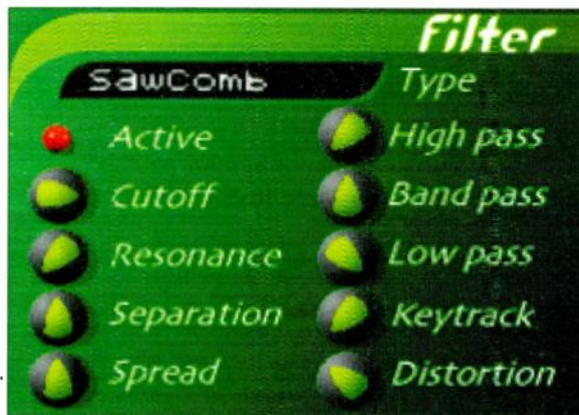 Filter
SawComb Type
Active High pass
Cutoff Band pass
Resonance Low pass
Separation Keytrack
Spread Distortion